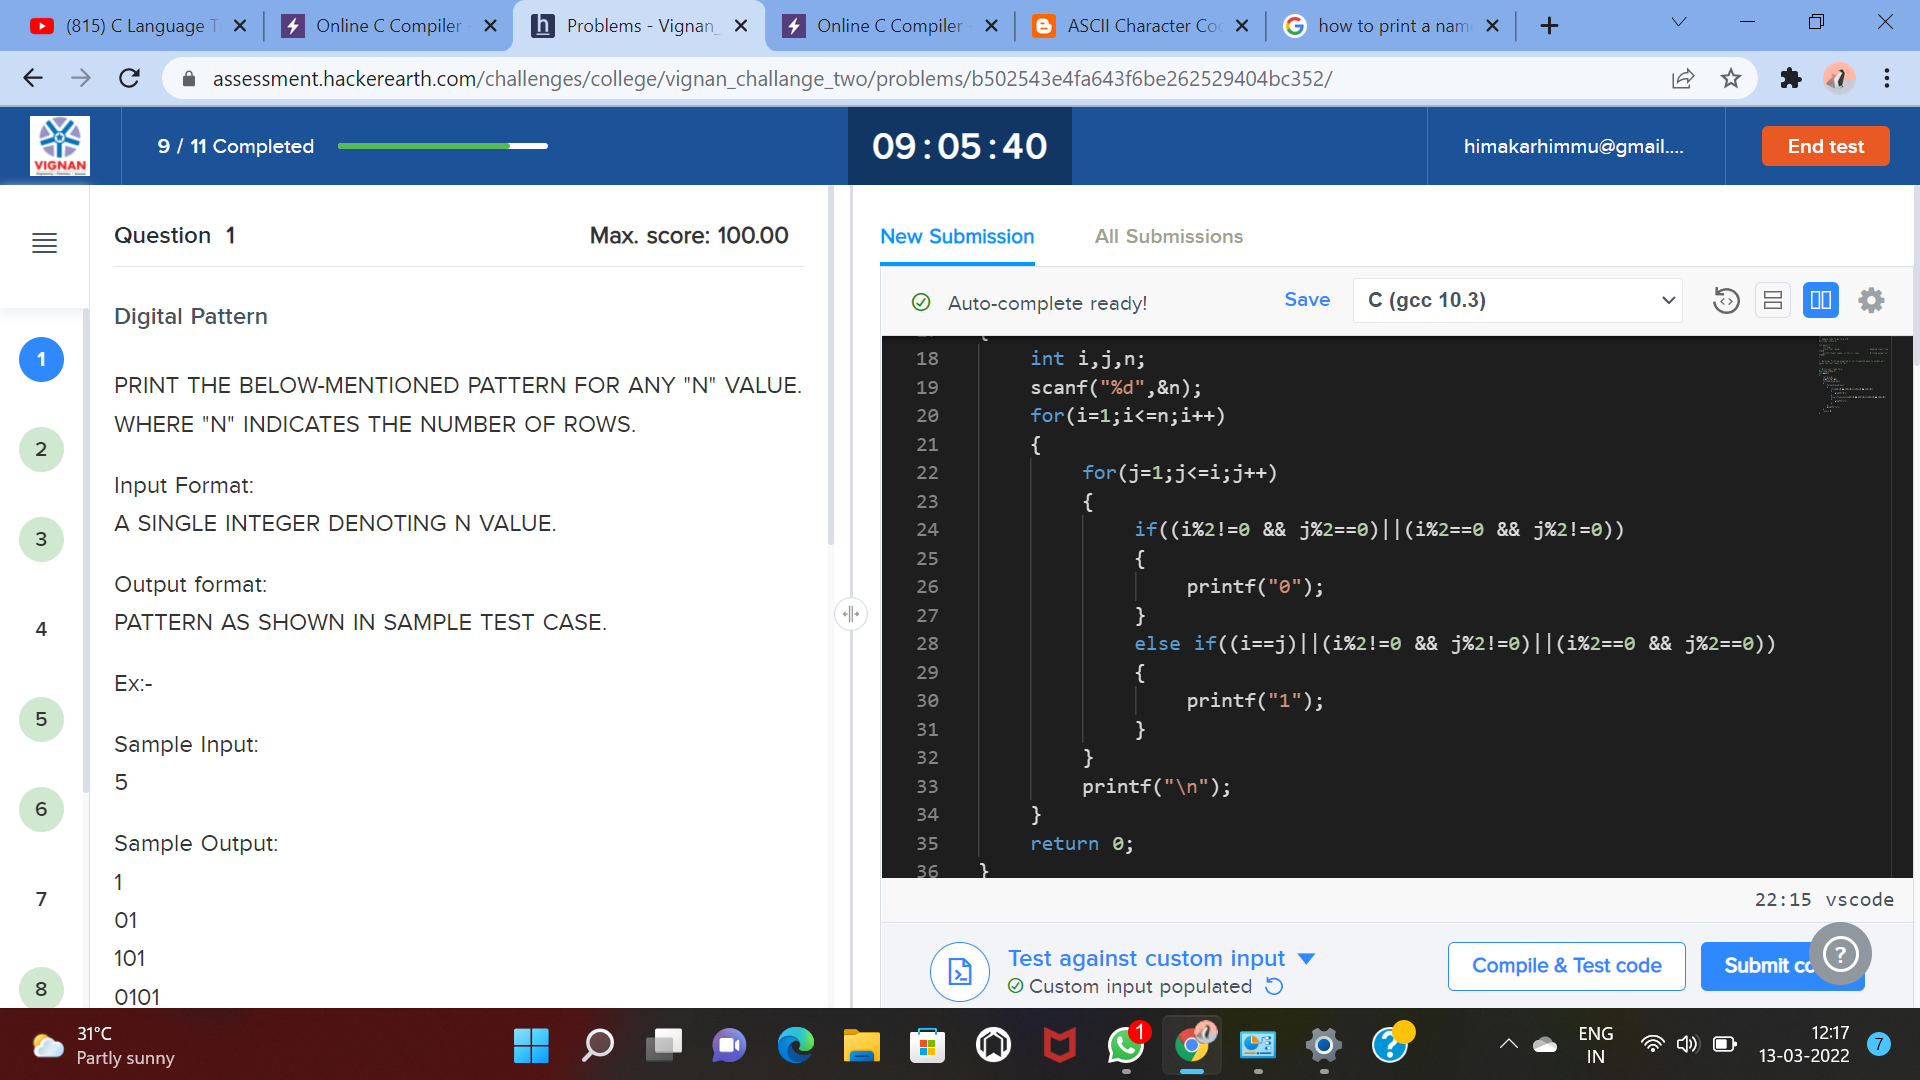 (815) C Language T
Online C Compiler -
Problems - Vignan_
Online C Compiler -
ASCII Character Co
how to print a nam
assessment.hackerearth.com/challenges/college/vignan_challange_two/problems/b502543e4fa643f6be262529404bc352/
VIGNAN
9 / 11 Completed
09:05:40
himakarhimmu@gmail....
End test
Question 1
Max. score: 100.00
Digital Pattern
PRINT THE BELOW-MENTIONED PATTERN FOR ANY "N" VALUE.
WHERE "N" INDICATES THE NUMBER OF ROWS.
Input Format:
A SINGLE INTEGER DENOTING N VALUE.
Output format:
PATTERN AS SHOWN IN SAMPLE TEST CASE.
Ex:-
Sample Input:
5
Sample Output:
1
01
101
0101
1
2
3
4
5
6
7
8
New Submission
All Submissions
Auto-complete ready!
Save
C (gcc 10.3)
18 int i,j,n;
19 scanf("%d",&n);
20 for(i=1;i<=n;i++)
21 {
22 for(j=1;j<=i;j++)
23 {
24 if((i%2!=0 && j%2==0)||(i%2==0 && j%2!=0))
25 {
26 printf("0");
27 }
28 else if((i==j)||(i%2!=0 && j%2!=0)||(i%2==0 && j%2==0))
29 {
30 printf("1");
31 }
32 }
33 printf("\n");
34 }
35 return 0;
36 }
22:15 vscode
Test against custom input
Custom input populated
Compile & Test code
Submit co
?
31°C
Partly sunny
1
ENG
IN
12:17
13-03-2022
7